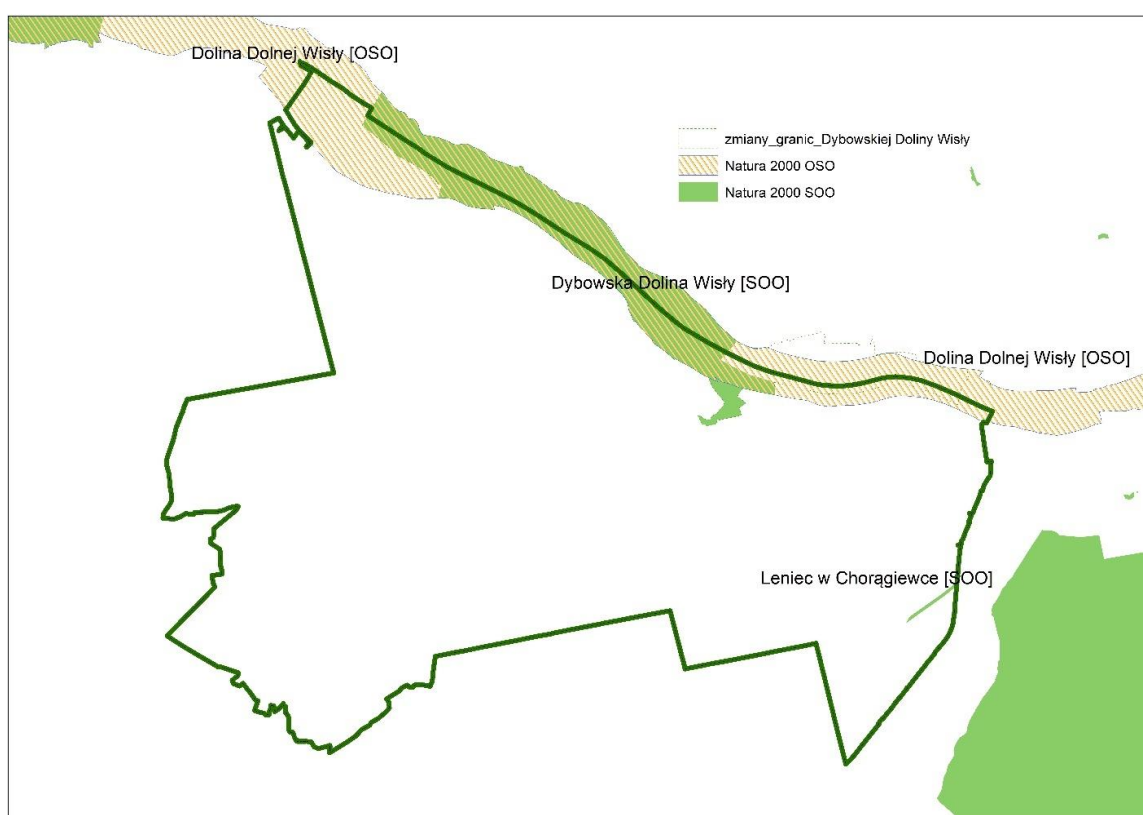 Dolina Dolnej Wisły [OSO]
zmiany_granic_Dybowskiej Doliny Wisły
Natura 2000 OSO
Natura 2000 SOO
Dybowska Dolina Wisły [SOO]
Dolina Dolnej Wisły [OSO]
Leniec w Chorągiewce [SOO]